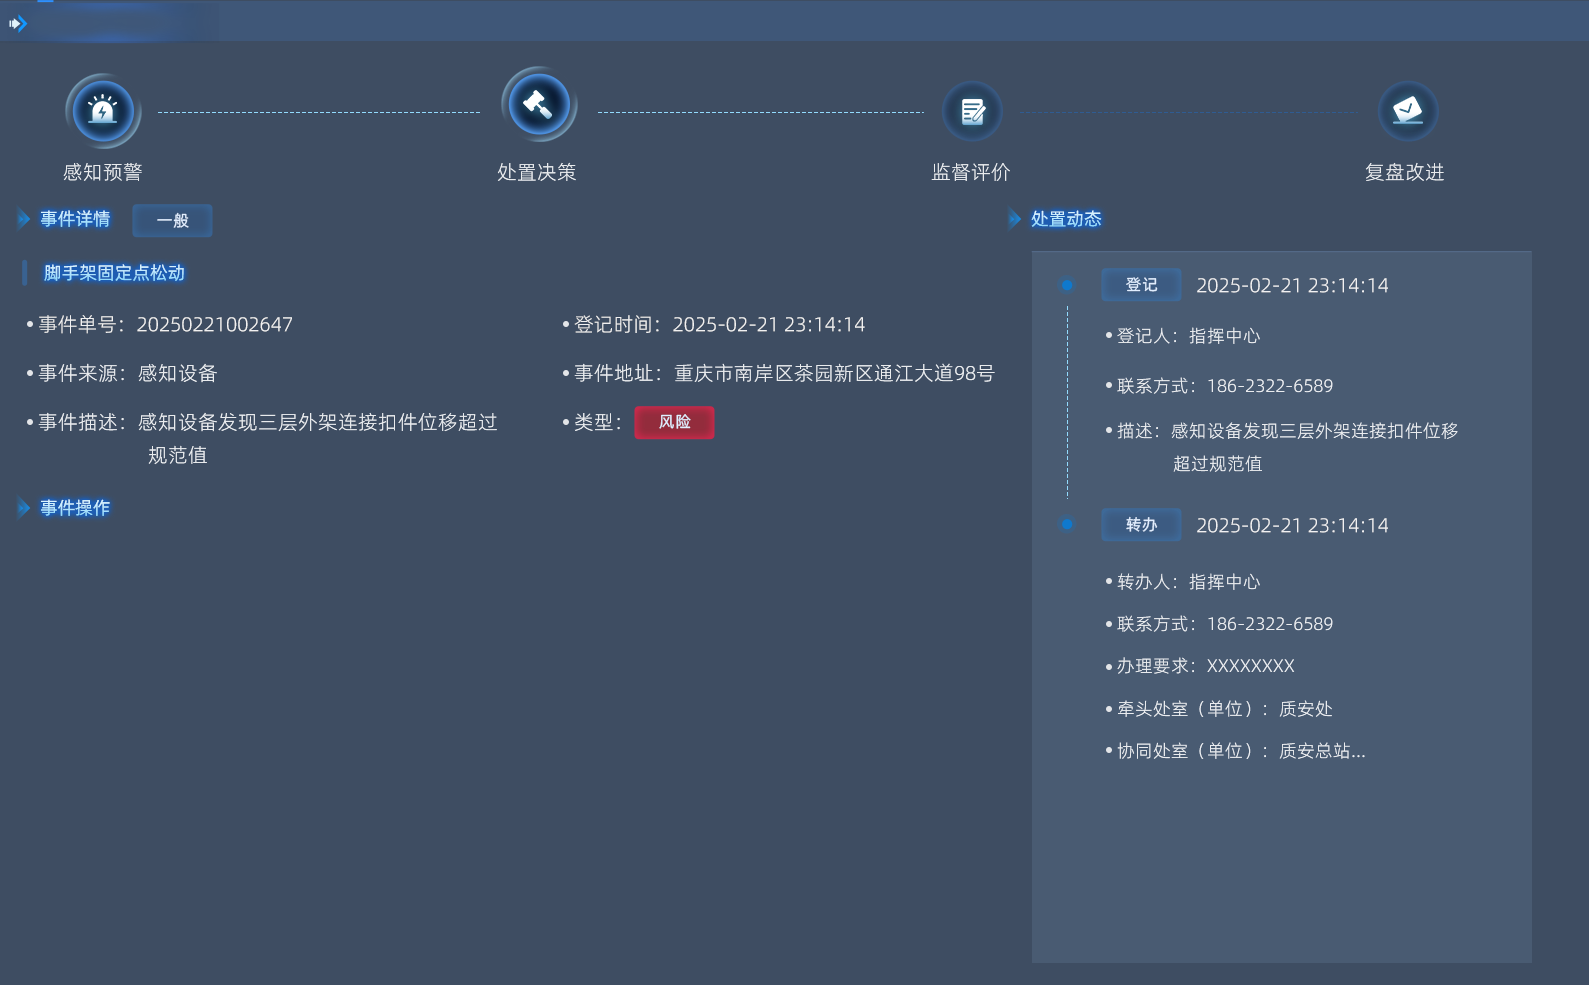 感知预警
处置决策
监督评价
复盘改进
事件详情
一般
脚手架固定点松动
事件单号：20250221002647
登记时间：2025-02-21 23:14:14
事件来源：感知设备
事件地址：重庆市南岸区茶园新区通江大道98号
事件描述：感知设备发现三层外架连接扣件位移超过
规范值
类型：
风险
事件操作
处置动态
登记
2025-02-21 23:14:14
登记人：指挥中心
联系方式：186-2322-6589
描述：感知设备发现三层外架连接扣件位移
超过规范值
转办
2025-02-21 23:14:14
转办人：指挥中心
联系方式：186-2322-6589
办理要求：XXXXXXXX
牵头处室（单位）：质安处
协同处室（单位）：质安总站...